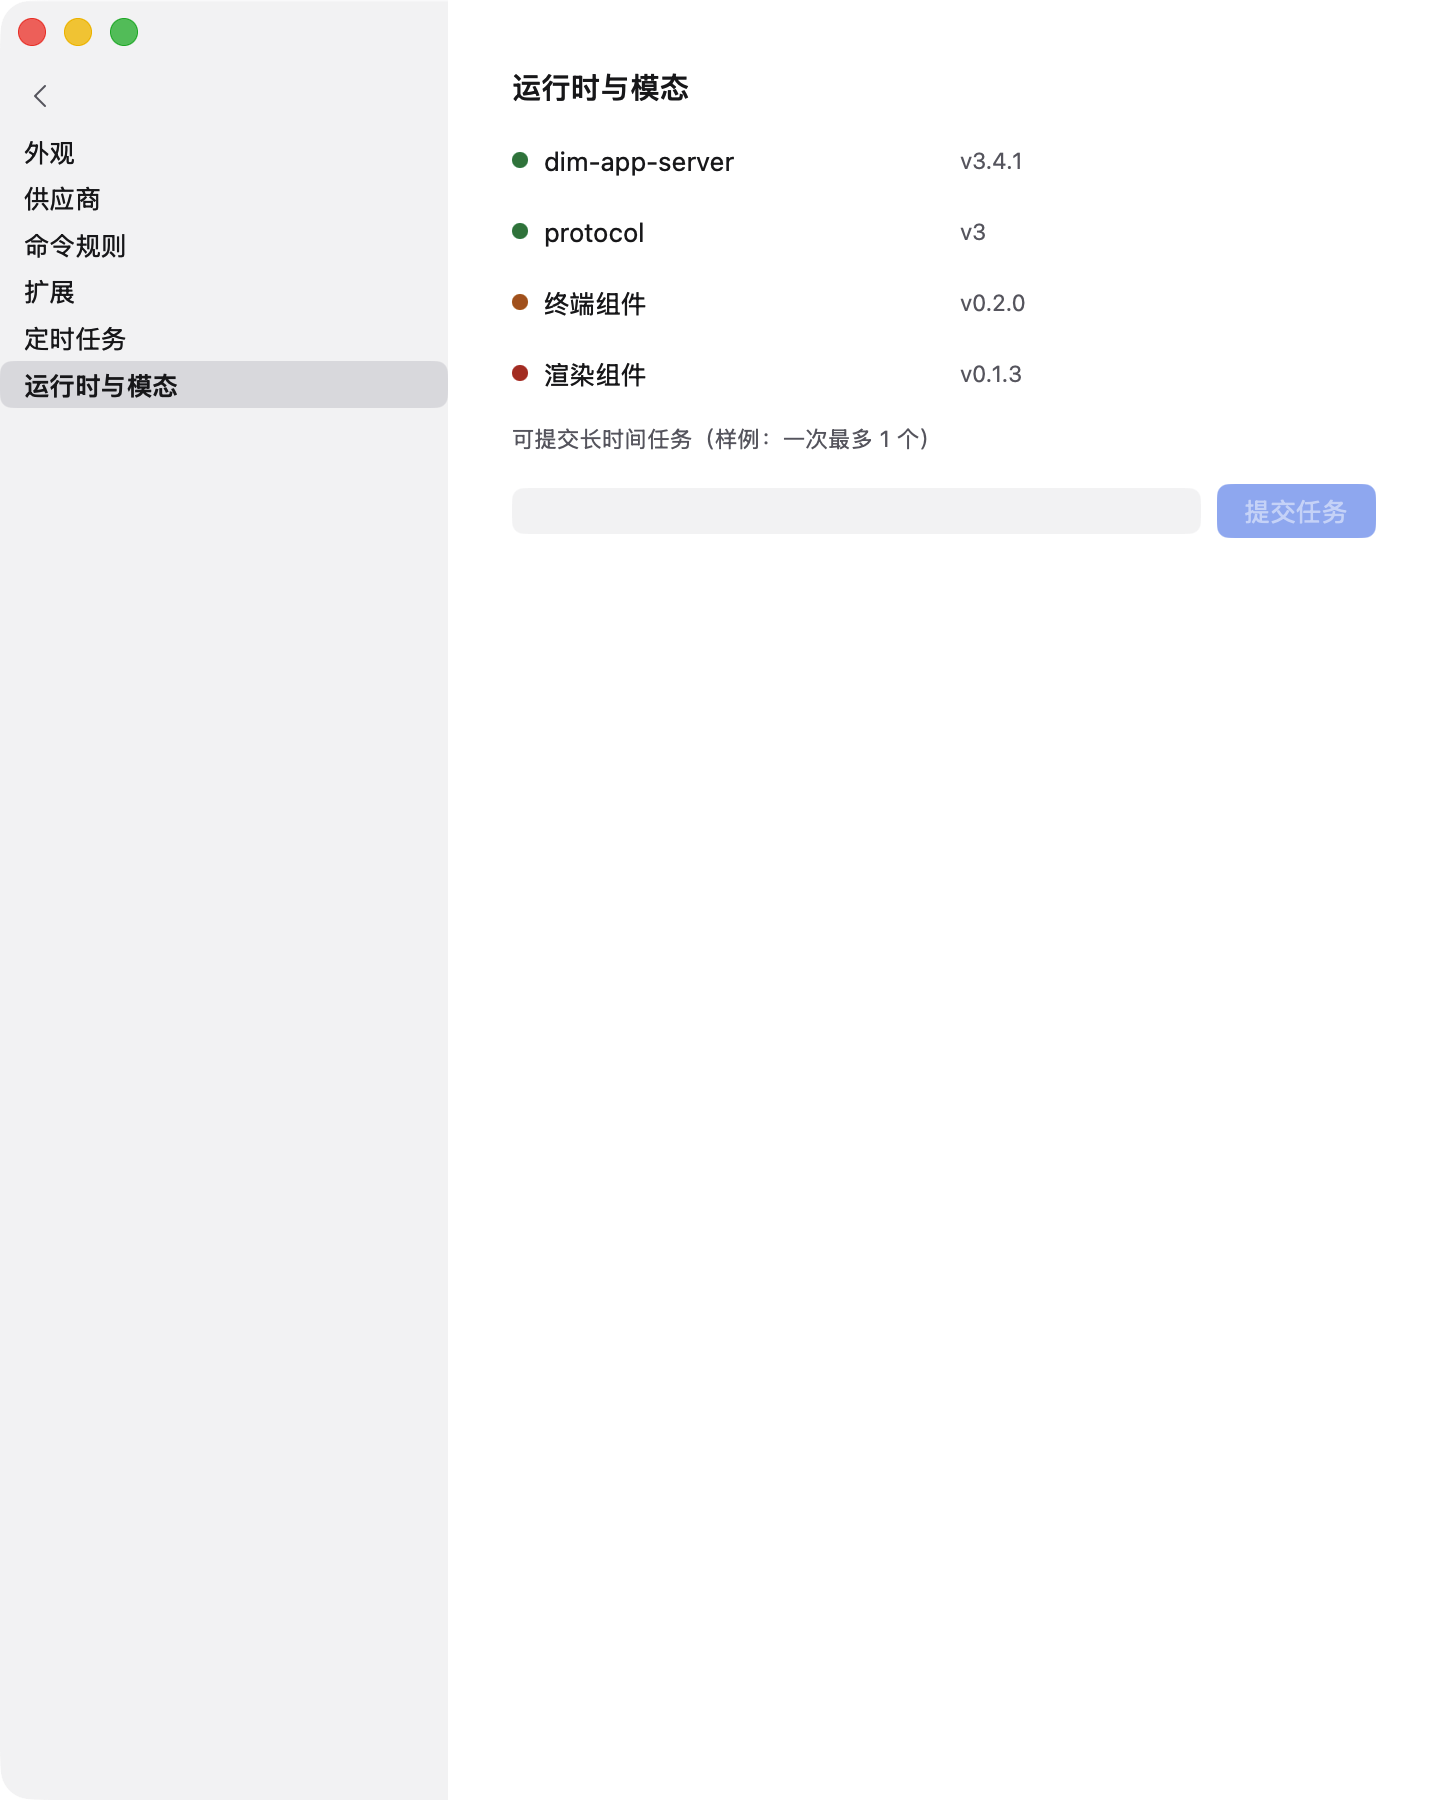 外观
供应商
命令规则
扩展
定时任务
运行时与模态
运行时与模态
dim-app-server v3.4.1
protocol v3
终端组件 v0.2.0
渲染组件 v0.1.3
可提交长时间任务（样例：一次最多 1 个）
提交任务